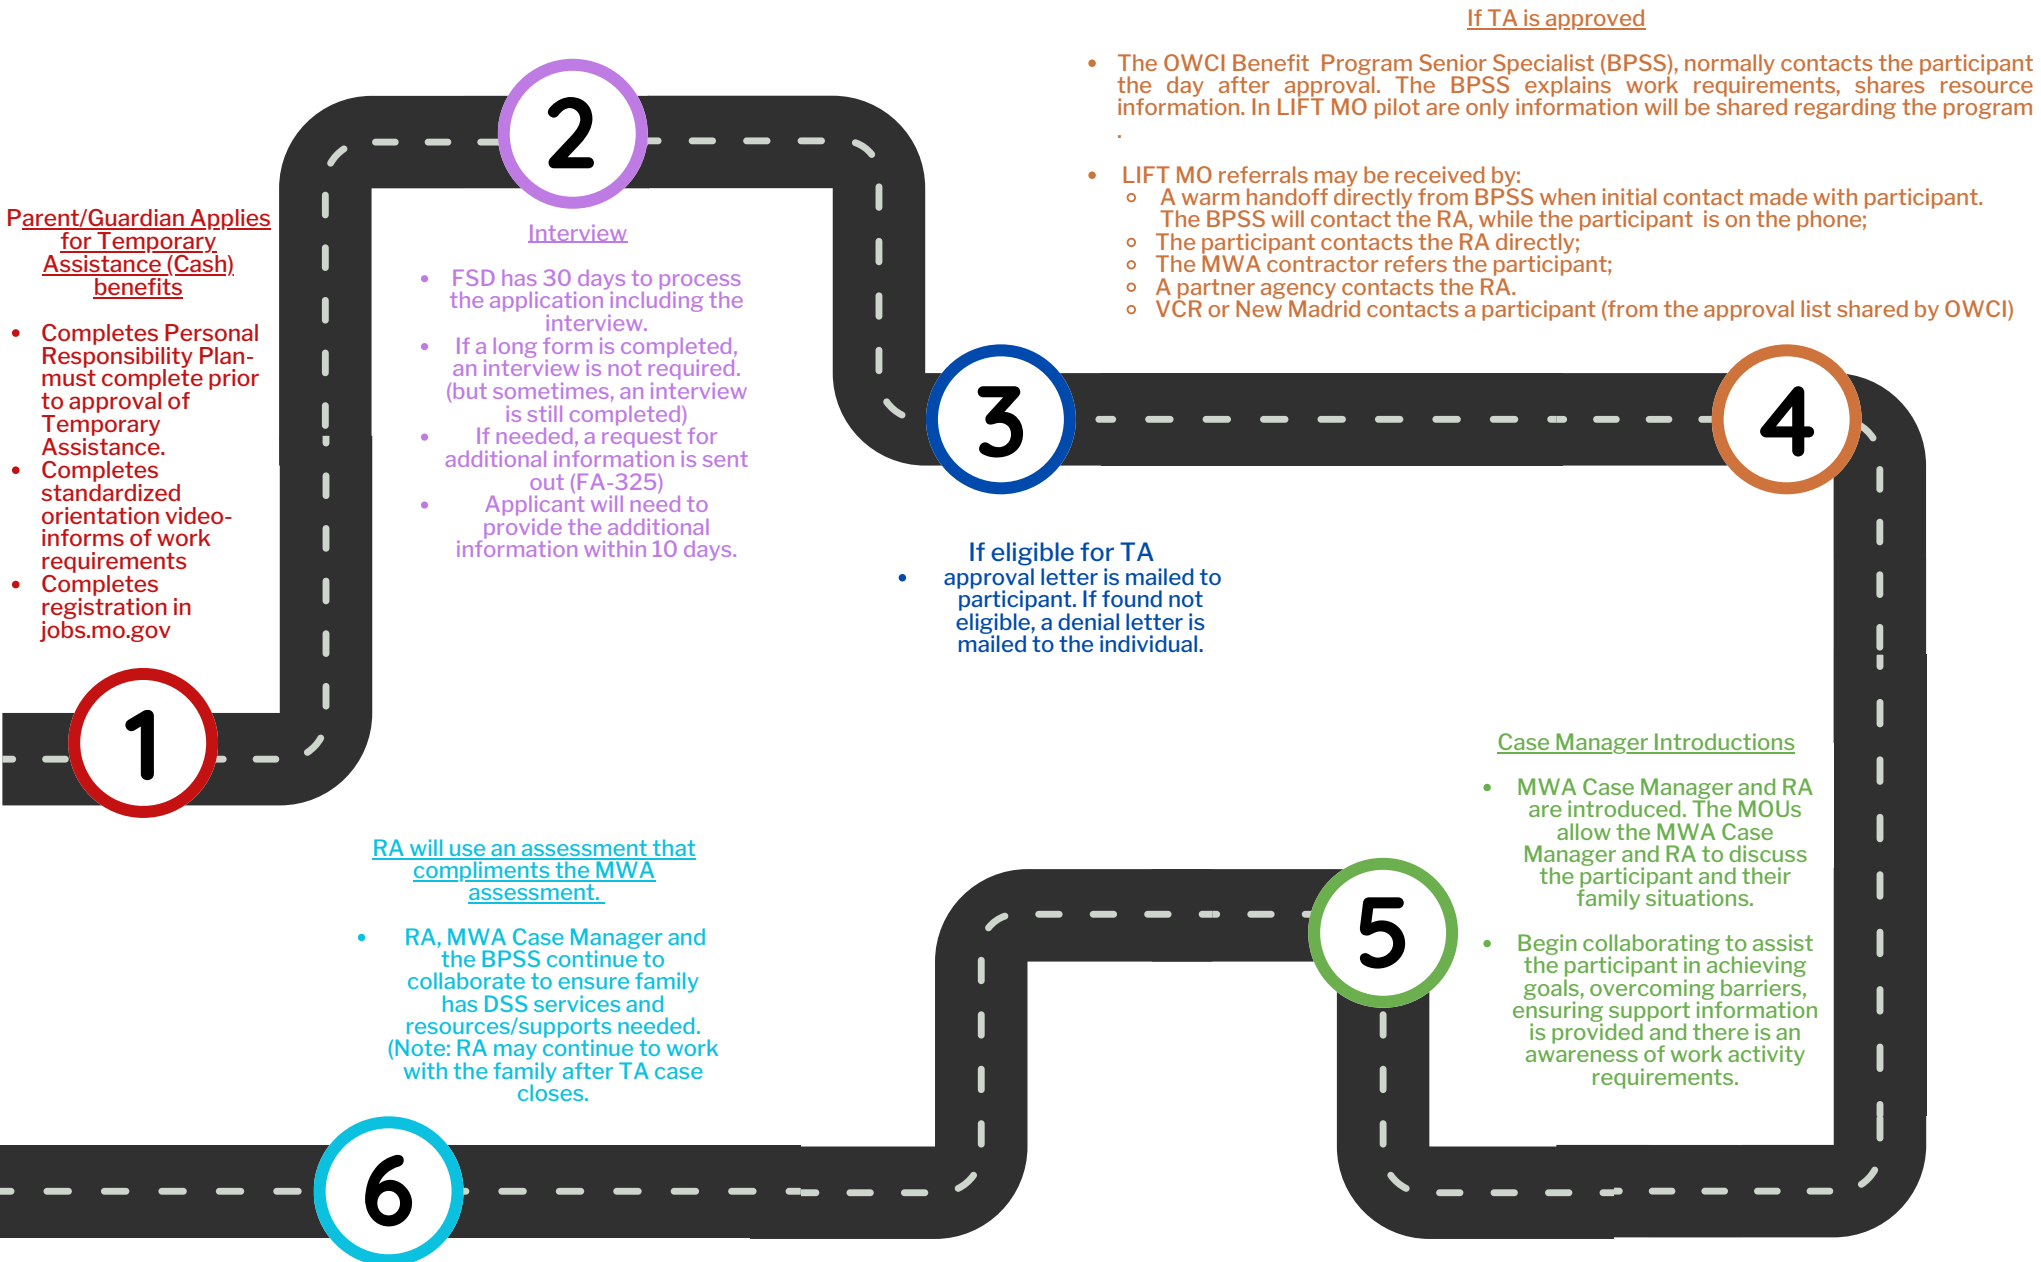 Parent/Guardian Applies
for Temporary
Assistance (Cash)
benefits
• Completes Personal
Responsibility Plan-
must complete prior
to approval of
Temporary
Assistance.
• Completes
standardized
orientation video-
informs of work
requirements
• Completes
registration in
jobs.mo.gov
1
2
Interview
• FSD has 30 days to process
the application including the
interview.
• If a long form is completed,
an interview is not required.
(but sometimes, an interview
is still completed)
• If needed, a request for
additional information is sent
out (FA-325)
• Applicant will need to
provide the additional
information within 10 days.
3
If eligible for TA
• approval letter is mailed to
participant. If found not
eligible, a denial letter is
mailed to the individual.
If TA is approved
• The OWCI Benefit Program Senior Specialist (BPSS), normally contacts the participant
the day after approval. The BPSS explains work requirements, shares resource
information. In LIFT MO pilot are only information will be shared regarding the program
.
• LIFT MO referrals may be received by:
◦ A warm handoff directly from BPSS when initial contact made with participant.
The BPSS will contact the RA, while the participant is on the phone;
◦ The participant contacts the RA directly;
◦ The MWA contractor refers the participant;
◦ A partner agency contacts the RA.
◦ VCR or New Madrid contacts a participant (from the approval list shared by OWCI)
4
Case Manager Introductions
• MWA Case Manager and RA
are introduced. The MOUs
allow the MWA Case
Manager and RA to discuss
the participant and their
family situations.
• Begin collaborating to assist
the participant in achieving
goals, overcoming barriers,
ensuring support information
is provided and there is an
awareness of work activity
requirements.
5
RA will use an assessment that
compliments the MWA
assessment.
• RA, MWA Case Manager and
the BPSS continue to
collaborate to ensure family
has DSS services and
resources/supports needed.
(Note: RA may continue to work
with the family after TA case
closes.
6